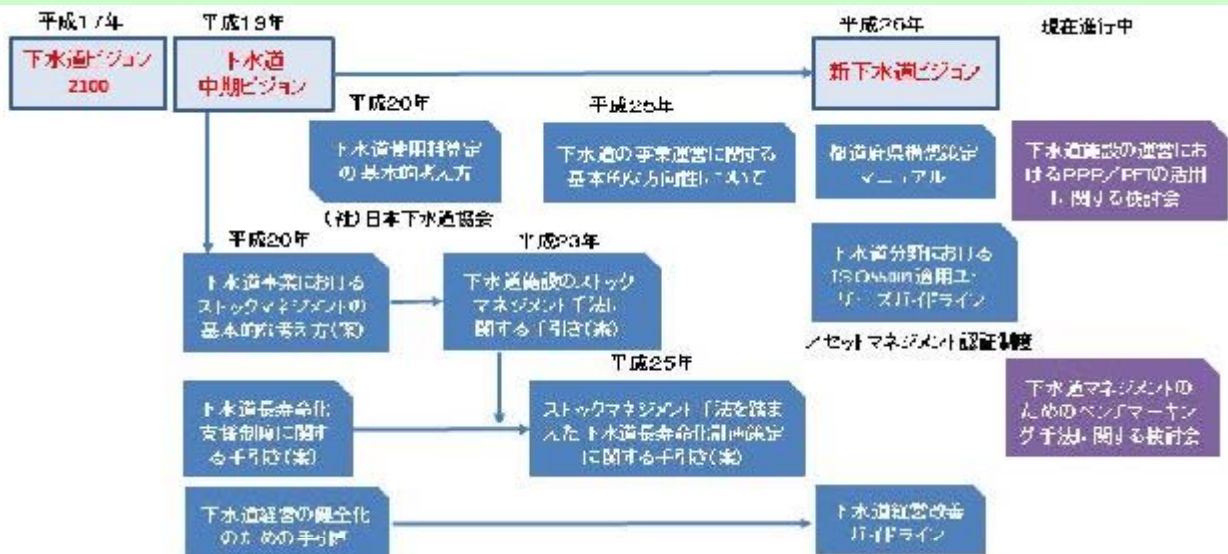 平成17年
平成19年
平成26年
現在進行中
下水道ビジョン
2100
下水道
中期ビジョン
新下水道ビジョン
平成20年
平成25年
下水道使用料算定
の基本的考え方
下水道の事業運営に関する
基本的な方向性について
都道府県構想策定
マニュアル
下水道施設の運営にお
けるPPP/PFIの活用
に関する検討会
(社)日本下水道協会
平成20年
平成23年
下水道事業における
ストックマネジメントの
基本的な考え方(案)
下水道施設のストック
マネジメント手法に
関する手引き(案)
下水道分野における
ISO55001適用ユー
ザーズガイドライン
アセットマネジメント認証制度
平成25年
下水道長寿命化
支援制度に関す
る手引き(案)
ストックマネジメント手法を踏ま
えた下水道長寿命化計画策定
に関する手引き(案)
下水道マネジメントの
ためのベンチマーキン
グ手法に関する検討会
下水道経営の健全化
のための手引
下水道経営改善
ガイドライン